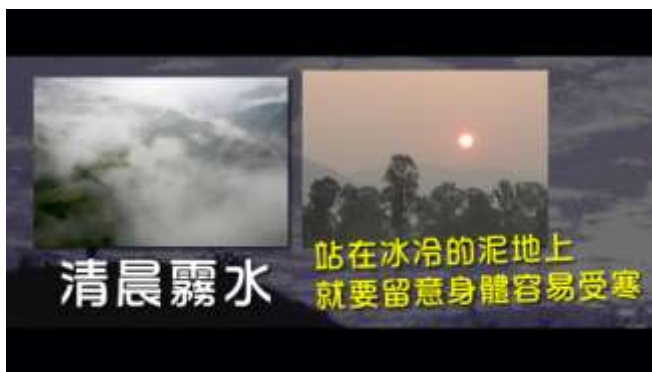 清晨霧水
站在冰冷的泥地上
就要留意身體容易受寒